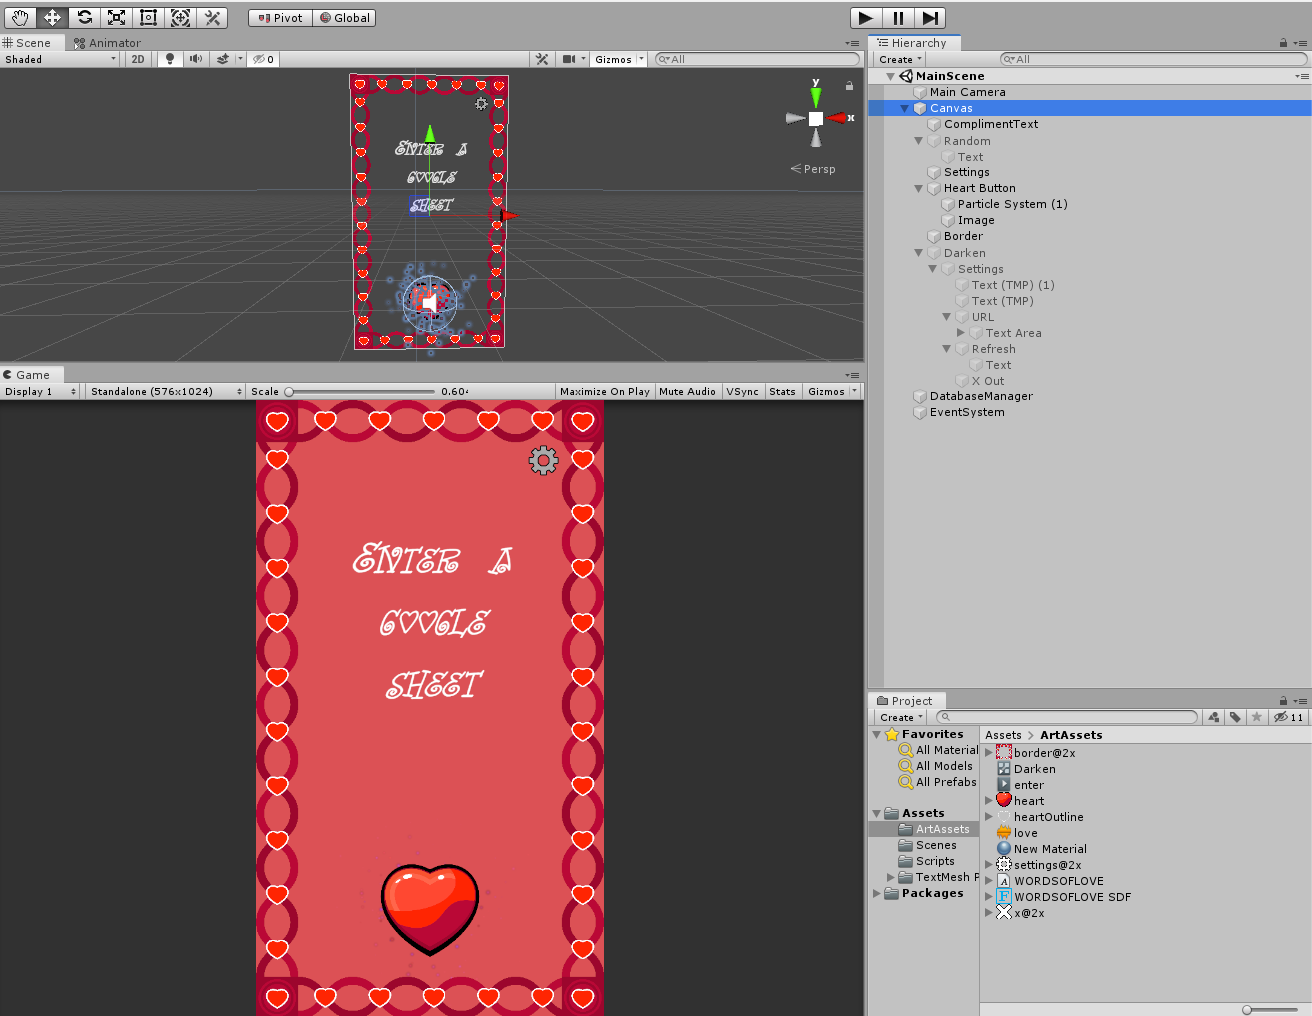 Pivot Global
Scene Animator
Shaded 2D 0 Gizmos All
y
x
Persp
ENTER A
GOOGLE
SHEET
Game
Display 1 Standalone (576x1024) Scale 0.604 Maximize On Play Mute Audio VSync Stats Gizmos
ENTER A
GOOGLE
SHEET
Hierarchy
Create All
MainScene
Main Camera
Canvas
ComplimentText
Random
Text
Settings
Heart Button
Particle System (1)
Image
Border
Darken
Settings
Text (TMP) (1)
Text (TMP)
URL
Text Area
Refresh
Text
X Out
DatabaseManager
EventSystem
Project
Create 11
Favorites
All Material
All Models
All Prefabs
Assets
ArtAssets
Scenes
Scripts
TextMesh P
Packages
Assets > ArtAssets
border@2x
Darken
enter
heart
heartOutline
love
New Material
settings@2x
WORDSOFLOVE
WORDSOFLOVE SDF
x@2x